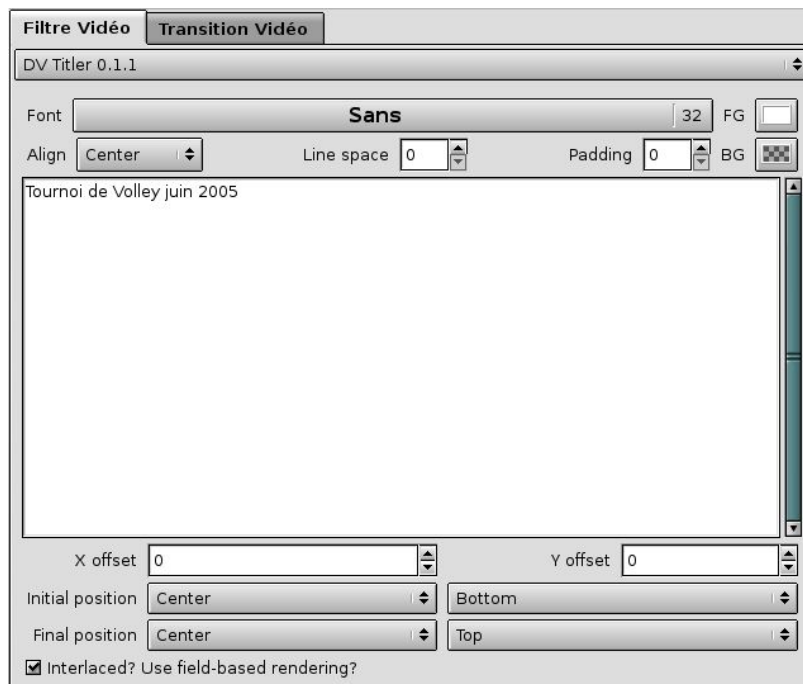 Filtre Vidéo Transition Vidéo
DV Titler 0.1.1
Font Sans 32 FG
Align Center Line space 0 Padding 0 BG
Tournoi de Volley juin 2005
X offset 0 Y offset 0
Initial position Center Bottom
Final position Center Top
Interlaced? Use field-based rendering?